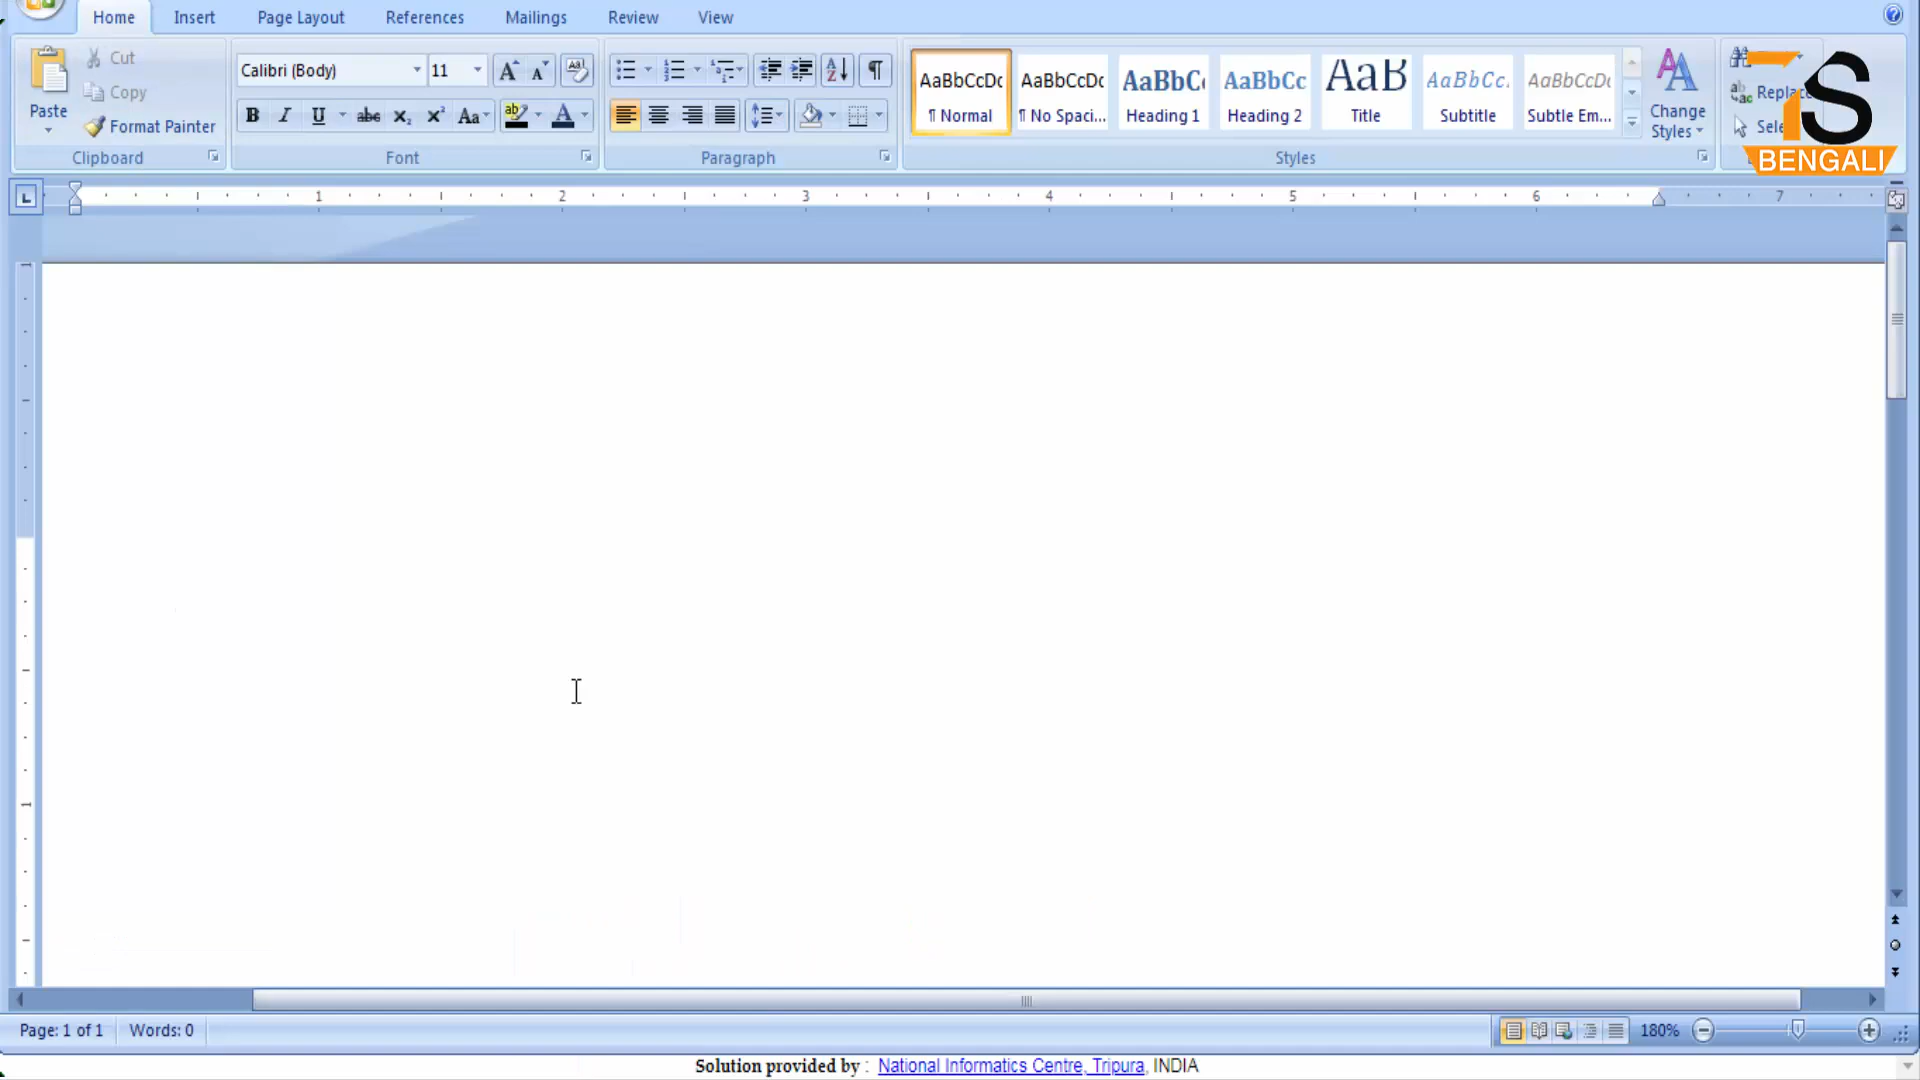 Home Insert Page Layout References Mailings Review View
Cut
Copy
Format Painter
Paste
Clipboard
Calibri (Body) 11
Font
Paragraph
AaBbCcDc AaBbCcDc AaBbC AaBbCc AaB AaBbCc. AaBbCcDc
¶ Normal ¶ No Spaci... Heading 1 Heading 2 Title Subtitle Subtle Em...
Change
Styles
Styles
TS
BENGALI
1 2 3 4 5 6 7
1
1
Page: 1 of 1 Words: 0 180%
Solution provided by : National Informatics Centre, Tripura, INDIA